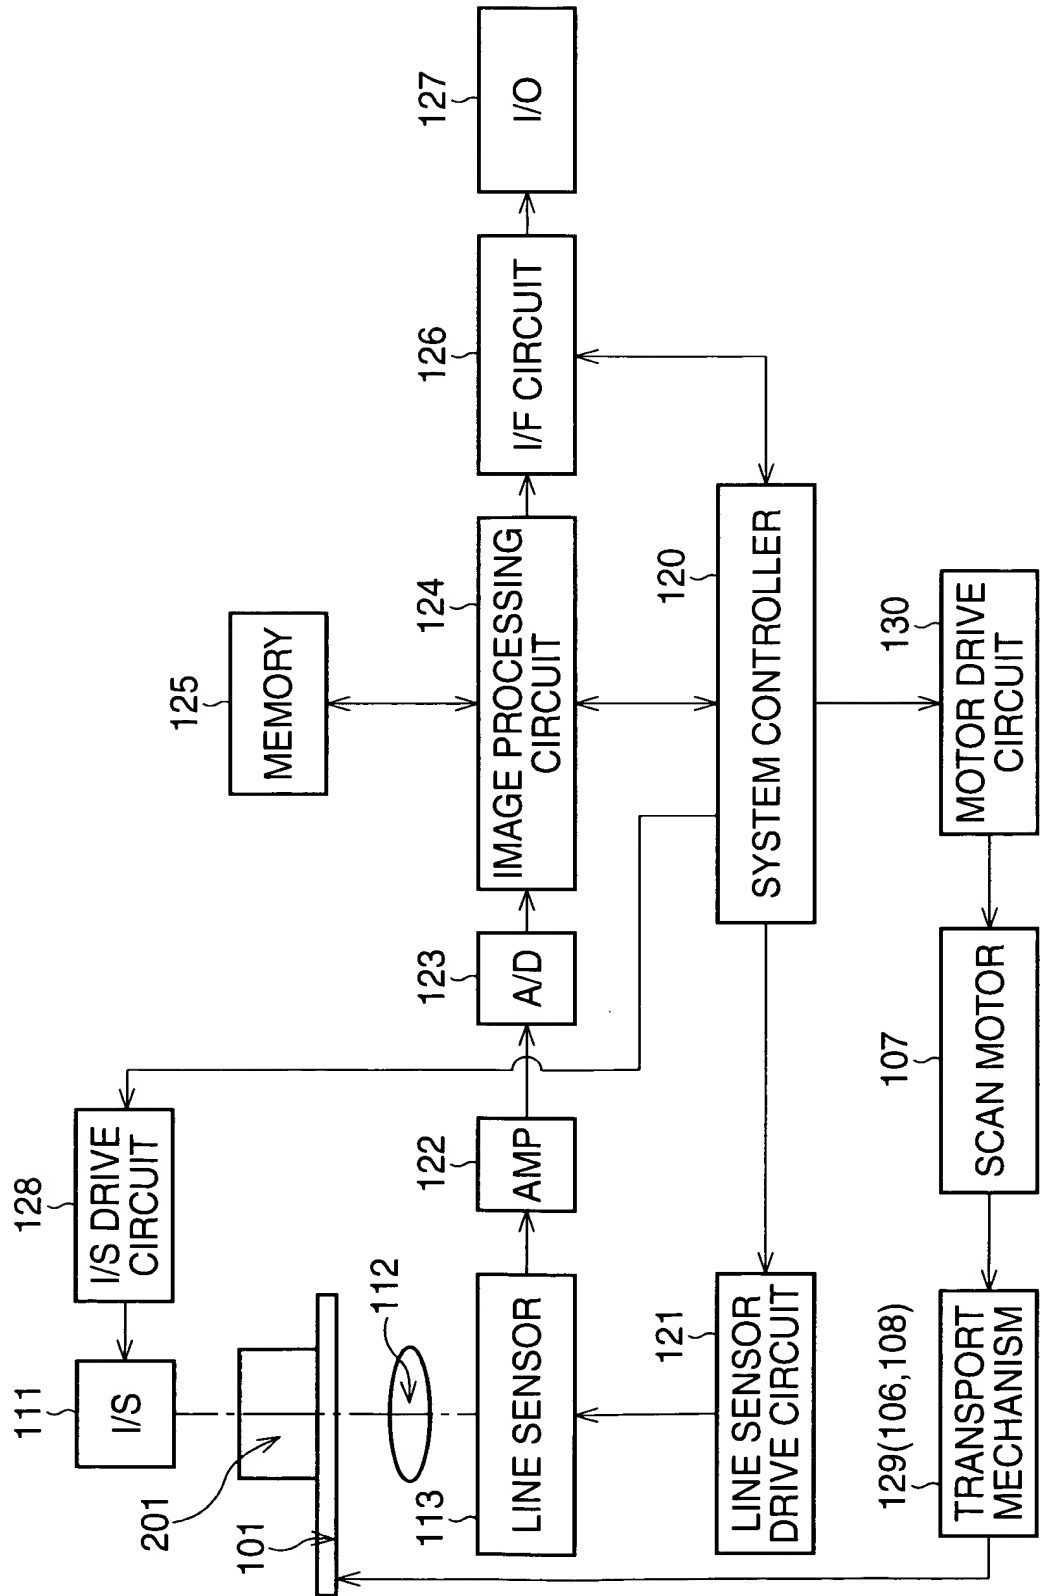 111
I/S
128
I/S DRIVE
CIRCUIT
201
101
112
113
LINE SENSOR
122
AMP
123
A/D
125
MEMORY
124
IMAGE PROCESSING
CIRCUIT
126
I/F CIRCUIT
127
I/O
121
LINE SENSOR
DRIVE CIRCUIT
120
SYSTEM CONTROLLER
129(106,108)
TRANSPORT
MECHANISM
107
SCAN MOTOR
130
MOTOR DRIVE
CIRCUIT